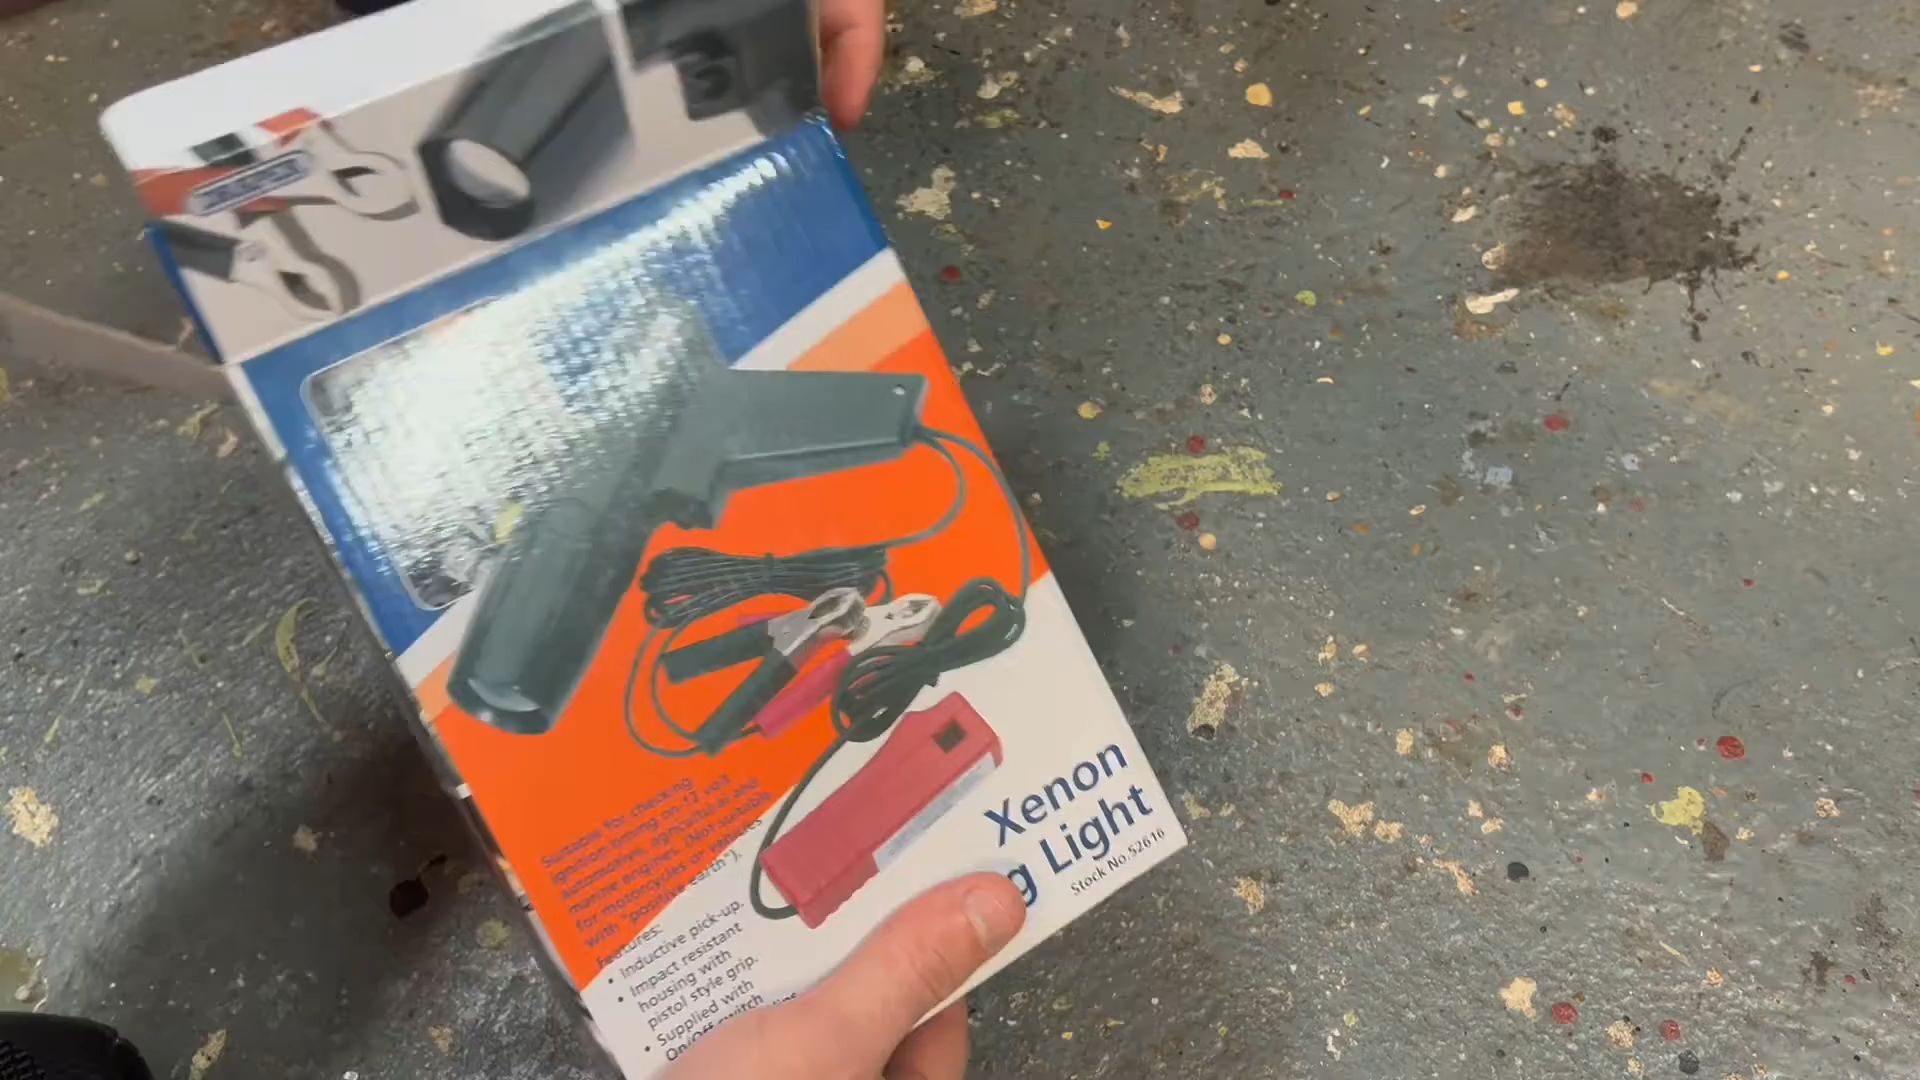 DRAPER
Suitable for checking
ignition timing on 12 volt
automotive, agricultural and
marine engines. (Not suitable
for motorcycles or vehicles
with "positive earth").
Features:
• Inductive pick-up.
• Impact resistant
housing with
pistol style grip.
• Supplied with
On/Off switch
Xenon
g Light
Stock No.52616